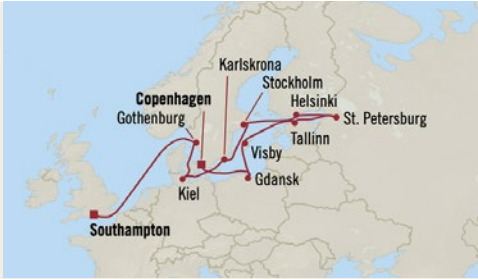 Karlskrona
Stockholm
Copenhagen
Helsinki
Gothenburg
St. Petersburg
Tallinn
Visby
Kiel
Gdansk
Southampton